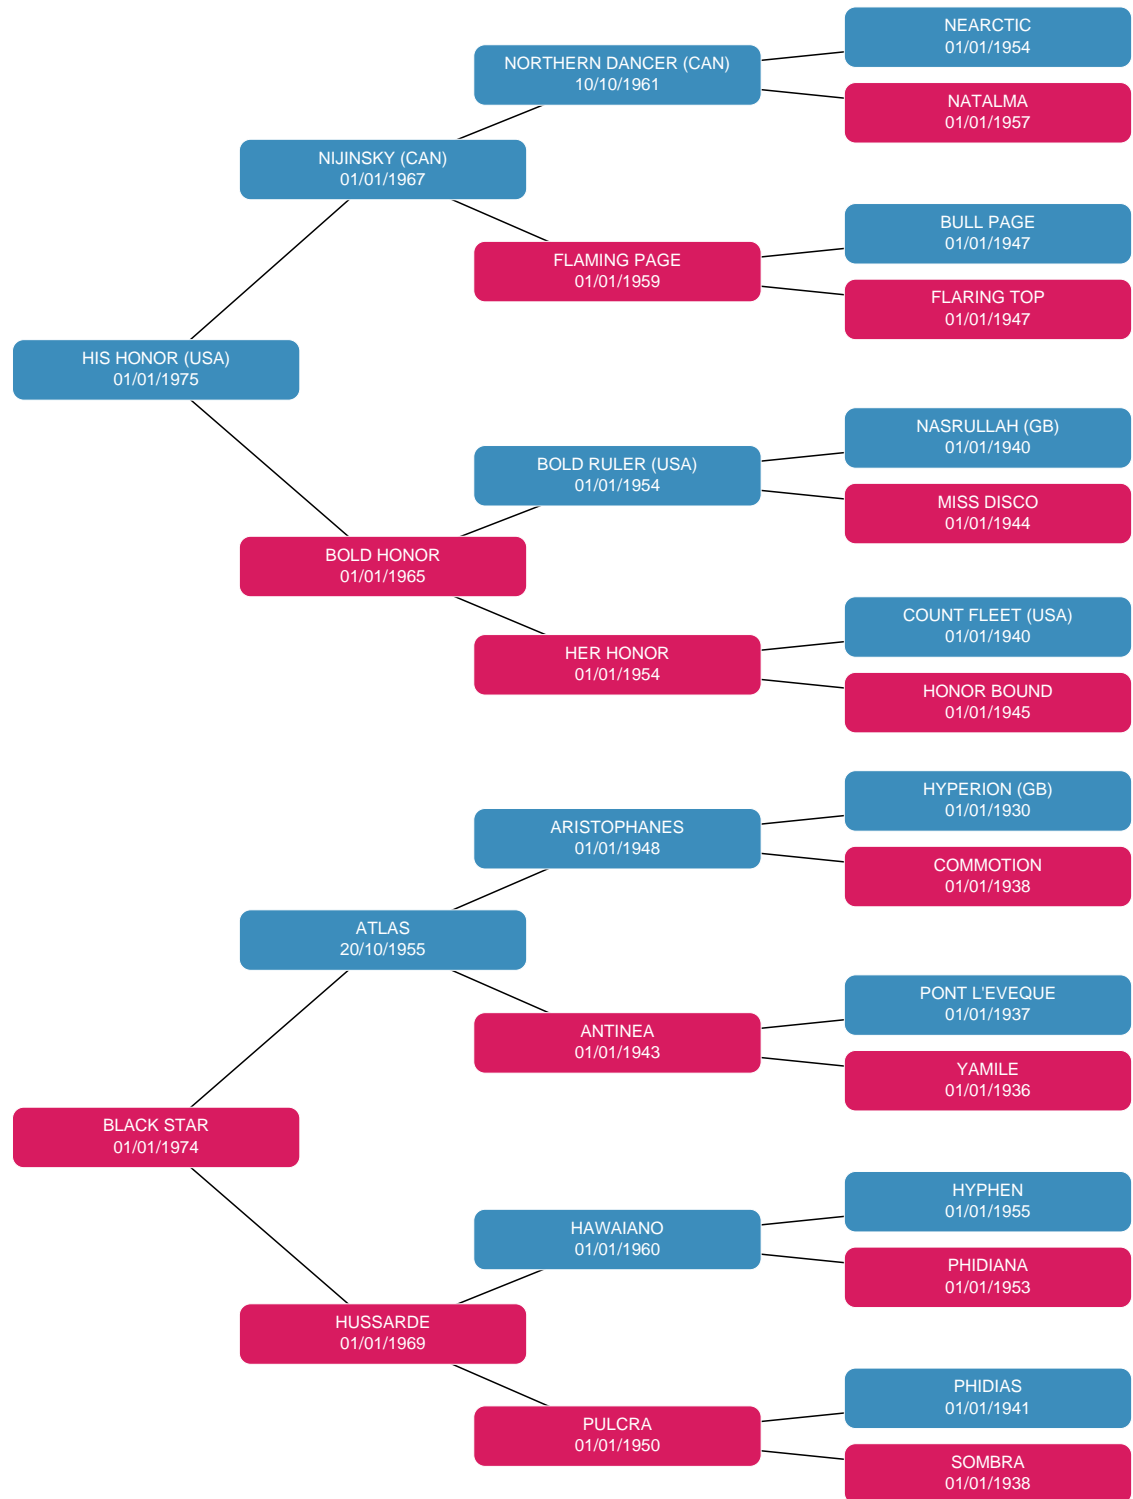 NEARCTIC
01/01/1954
NORTHERN DANCER (CAN)
10/10/1961
NATALMA
01/01/1957
NIJINSKY (CAN)
01/01/1967
BULL PAGE
01/01/1947
FLAMING PAGE
01/01/1959
FLARING TOP
01/01/1947
HIS HONOR (USA)
01/01/1975
NASRULLAH (GB)
01/01/1940
BOLD RULER (USA)
01/01/1954
MISS DISCO
01/01/1944
BOLD HONOR
01/01/1965
COUNT FLEET (USA)
01/01/1940
HER HONOR
01/01/1954
HONOR BOUND
01/01/1945
HYPERION (GB)
01/01/1930
ARISTOPHANES
01/01/1948
COMMOTION
01/01/1938
ATLAS
20/10/1955
PONT L'EVEQUE
01/01/1937
ANTINEA
01/01/1943
YAMILE
01/01/1936
BLACK STAR
01/01/1974
HYPHEN
01/01/1955
HAWAIANO
01/01/1960
PHIDIANA
01/01/1953
HUSSARDE
01/01/1969
PHIDIAS
01/01/1941
PULCRA
01/01/1950
SOMBRA
01/01/1938